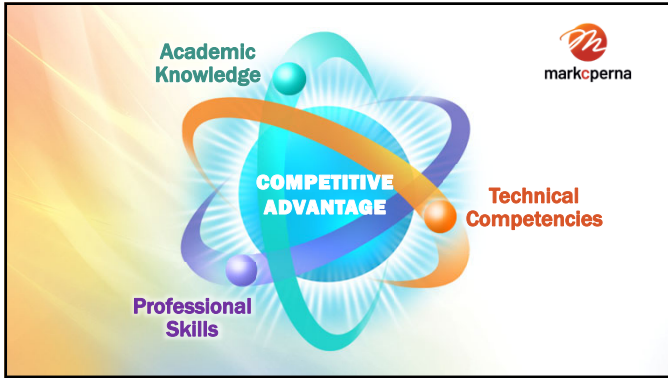 Academic
Knowledge
markcperna
COMPETITIVE
ADVANTAGE
Technical
Competencies
Professional
Skills